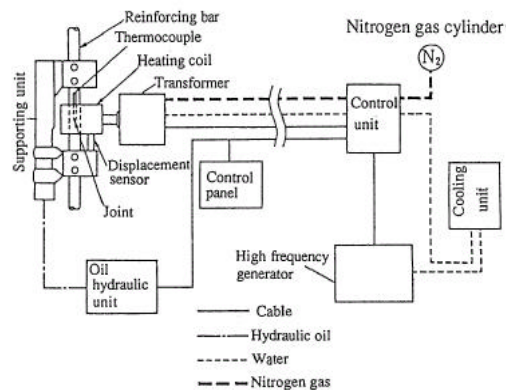 Reinforcing bar
Thermocouple
Heating coil
Transformer
Nitrogen gas cylinder
N₂
Control
unit
Supporting unit
Displacement
sensor
Joint
Control
panel
Cooling
unit
Oil
hydraulic
unit
High frequency
generator
Cable
Hydraulic oil
Water
Nitrogen gas